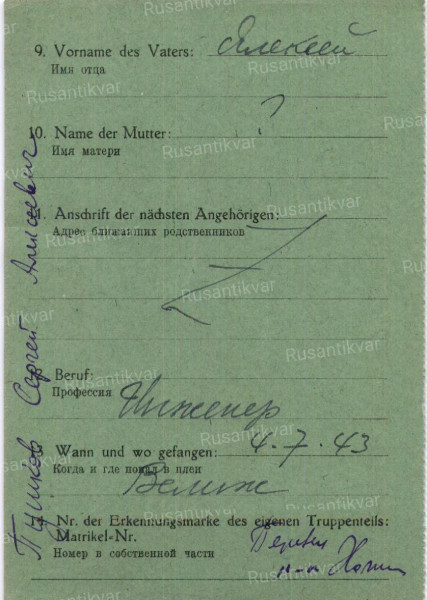 9. Vorname des Vaters: Алексей
Имя отца
10. Name der Mutter: ?
Имя матери
11. Anschrift der nächsten Angehörigen:
Адрес ближайших родственников
Beruf:
Профессия Инженер
Wann und wo gefangen: 4.7.43
Когда и где попал в плен
Велиж
14. Nr. der Erkennungsmarke des eigenen Truppenteils:
Matrikel-Nr.
Номер в собственной части
Сергей Алексеевич
Rusantikvar